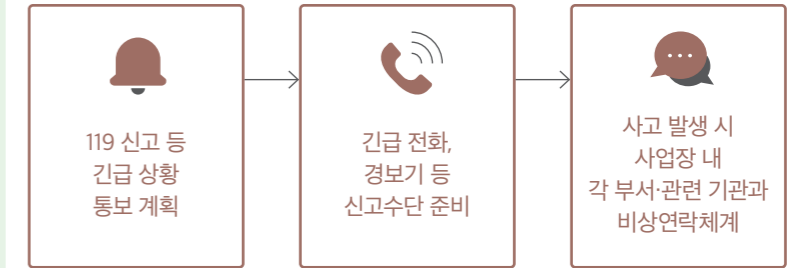 119 신고 등
긴급 상황
통보 계획
긴급 전화,
경보기 등
신고수단 준비
사고 발생 시
사업장 내
각 부서·관련 기관과
비상연락체계